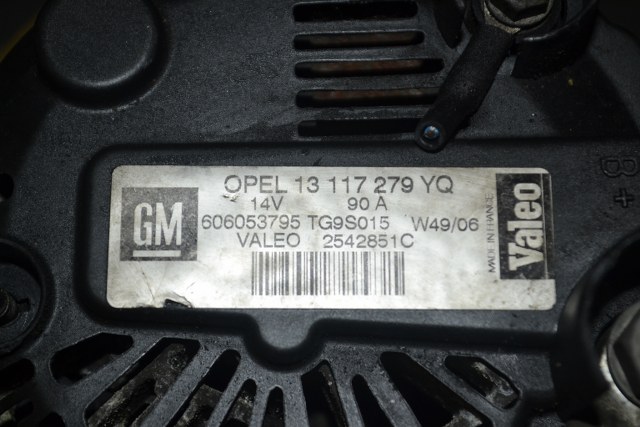 OPEL 13 117 279 YQ
14V 90 A
606053795 TG9S015 W49/06
VALEO 2542851C
GM
MADE IN FRANCE
Valeo
B+